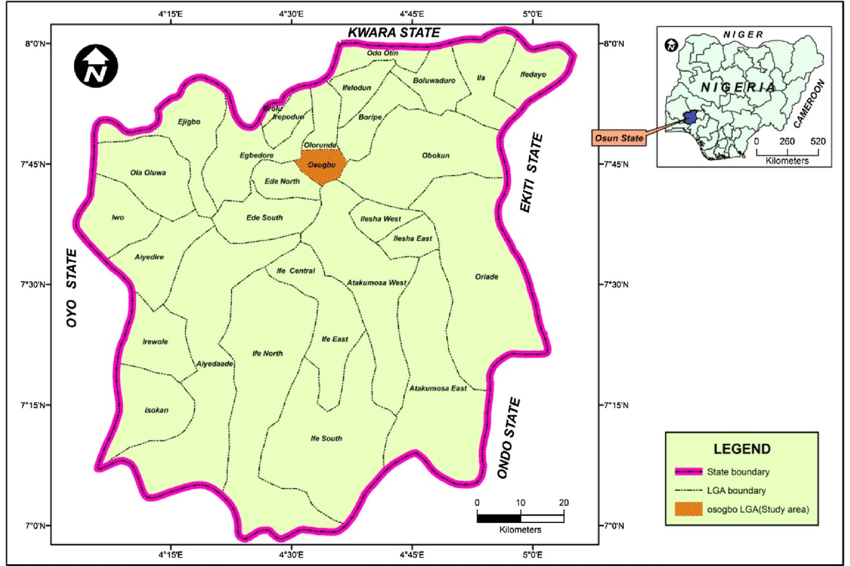 4°15'E 4°30'E 4°45'E 5°0'E
KWARA STATE
8°0'N 8°0'N
N
Odo Otin
Ifelodun
Boluwaduro
Ila
Ifedayo
Ejigbo
Irepodun
Boripe
Egbedore
Olorunda
Osogbo
Obokun
7°45'N 7°45'N
Ola Oluwa
Ede North
Iwo
Ede South
Ilesha West
Ilesha East
EKITI STATE
Aiyedire
OYO STATE
Ife Central
Atakumosa West
Oriade
7°30'N 7°30'N
Irewole
Aiyedaade
Ife North
Ife East
Atakumosa East
7°15'N 7°15'N
Isokan
Ife South
ONDO STATE
0 10 20
Kilometers
7°0'N 7°0'N
4°15'E 4°30'E 4°45'E 5°0'E
NIGER
N
NIGERIA
CAMEROON
Osun State
0 260 520
Kilometers
LEGEND
State boundary
LGA boundary
osogbo LGA(Study area)